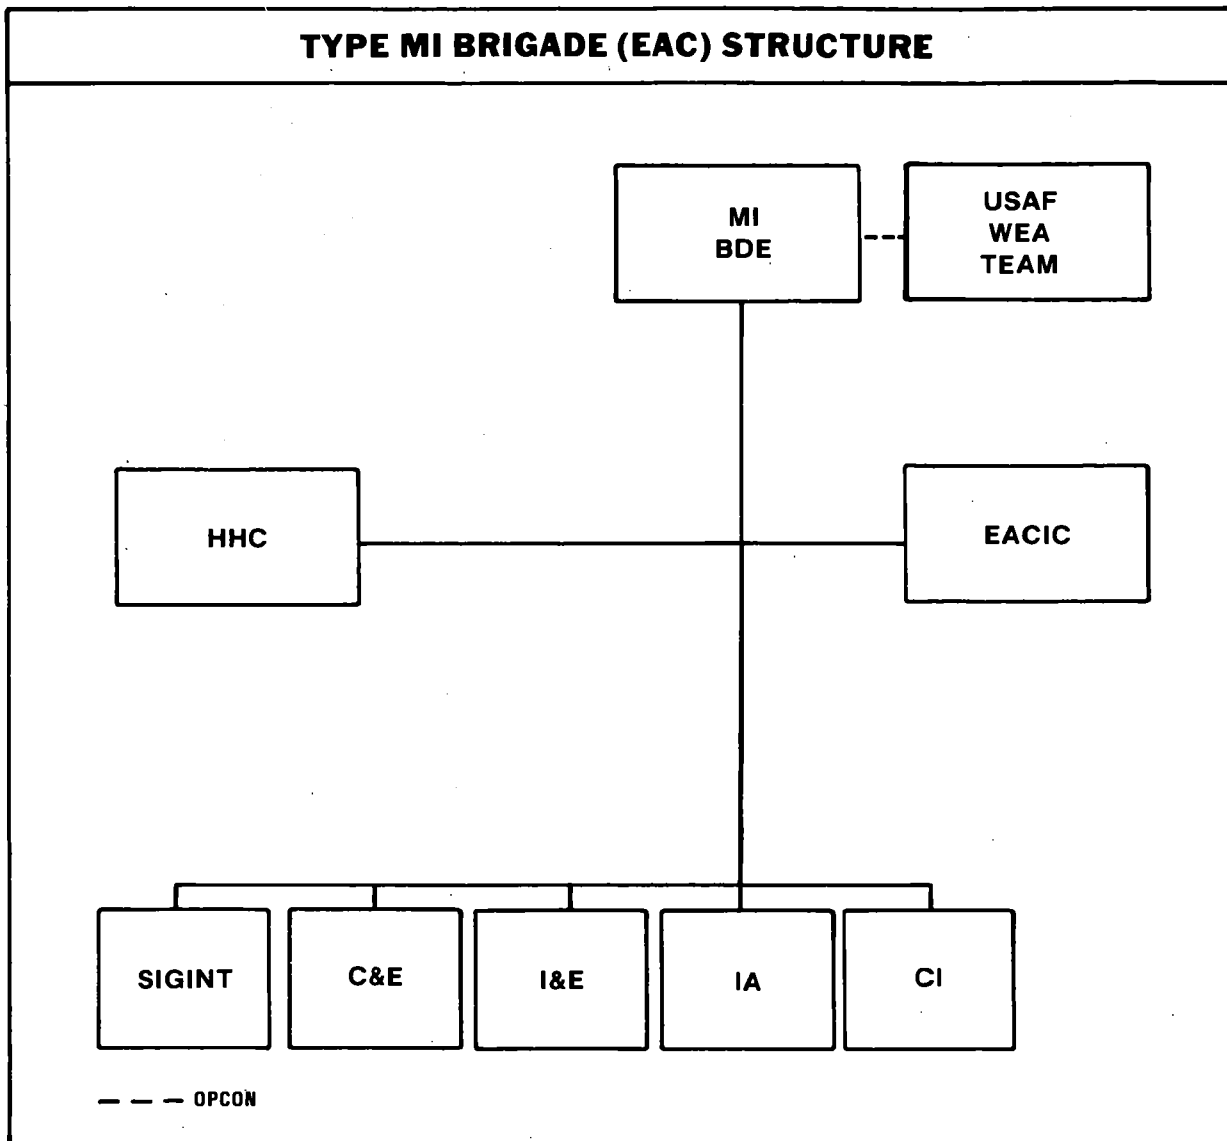 TYPE MI BRIGADE (EAC) STRUCTURE
MI
BDE
USAF
WEA
TEAM
HHC
EACIC
SIGINT
C&E
I&E
IA
CI
--- OPCON